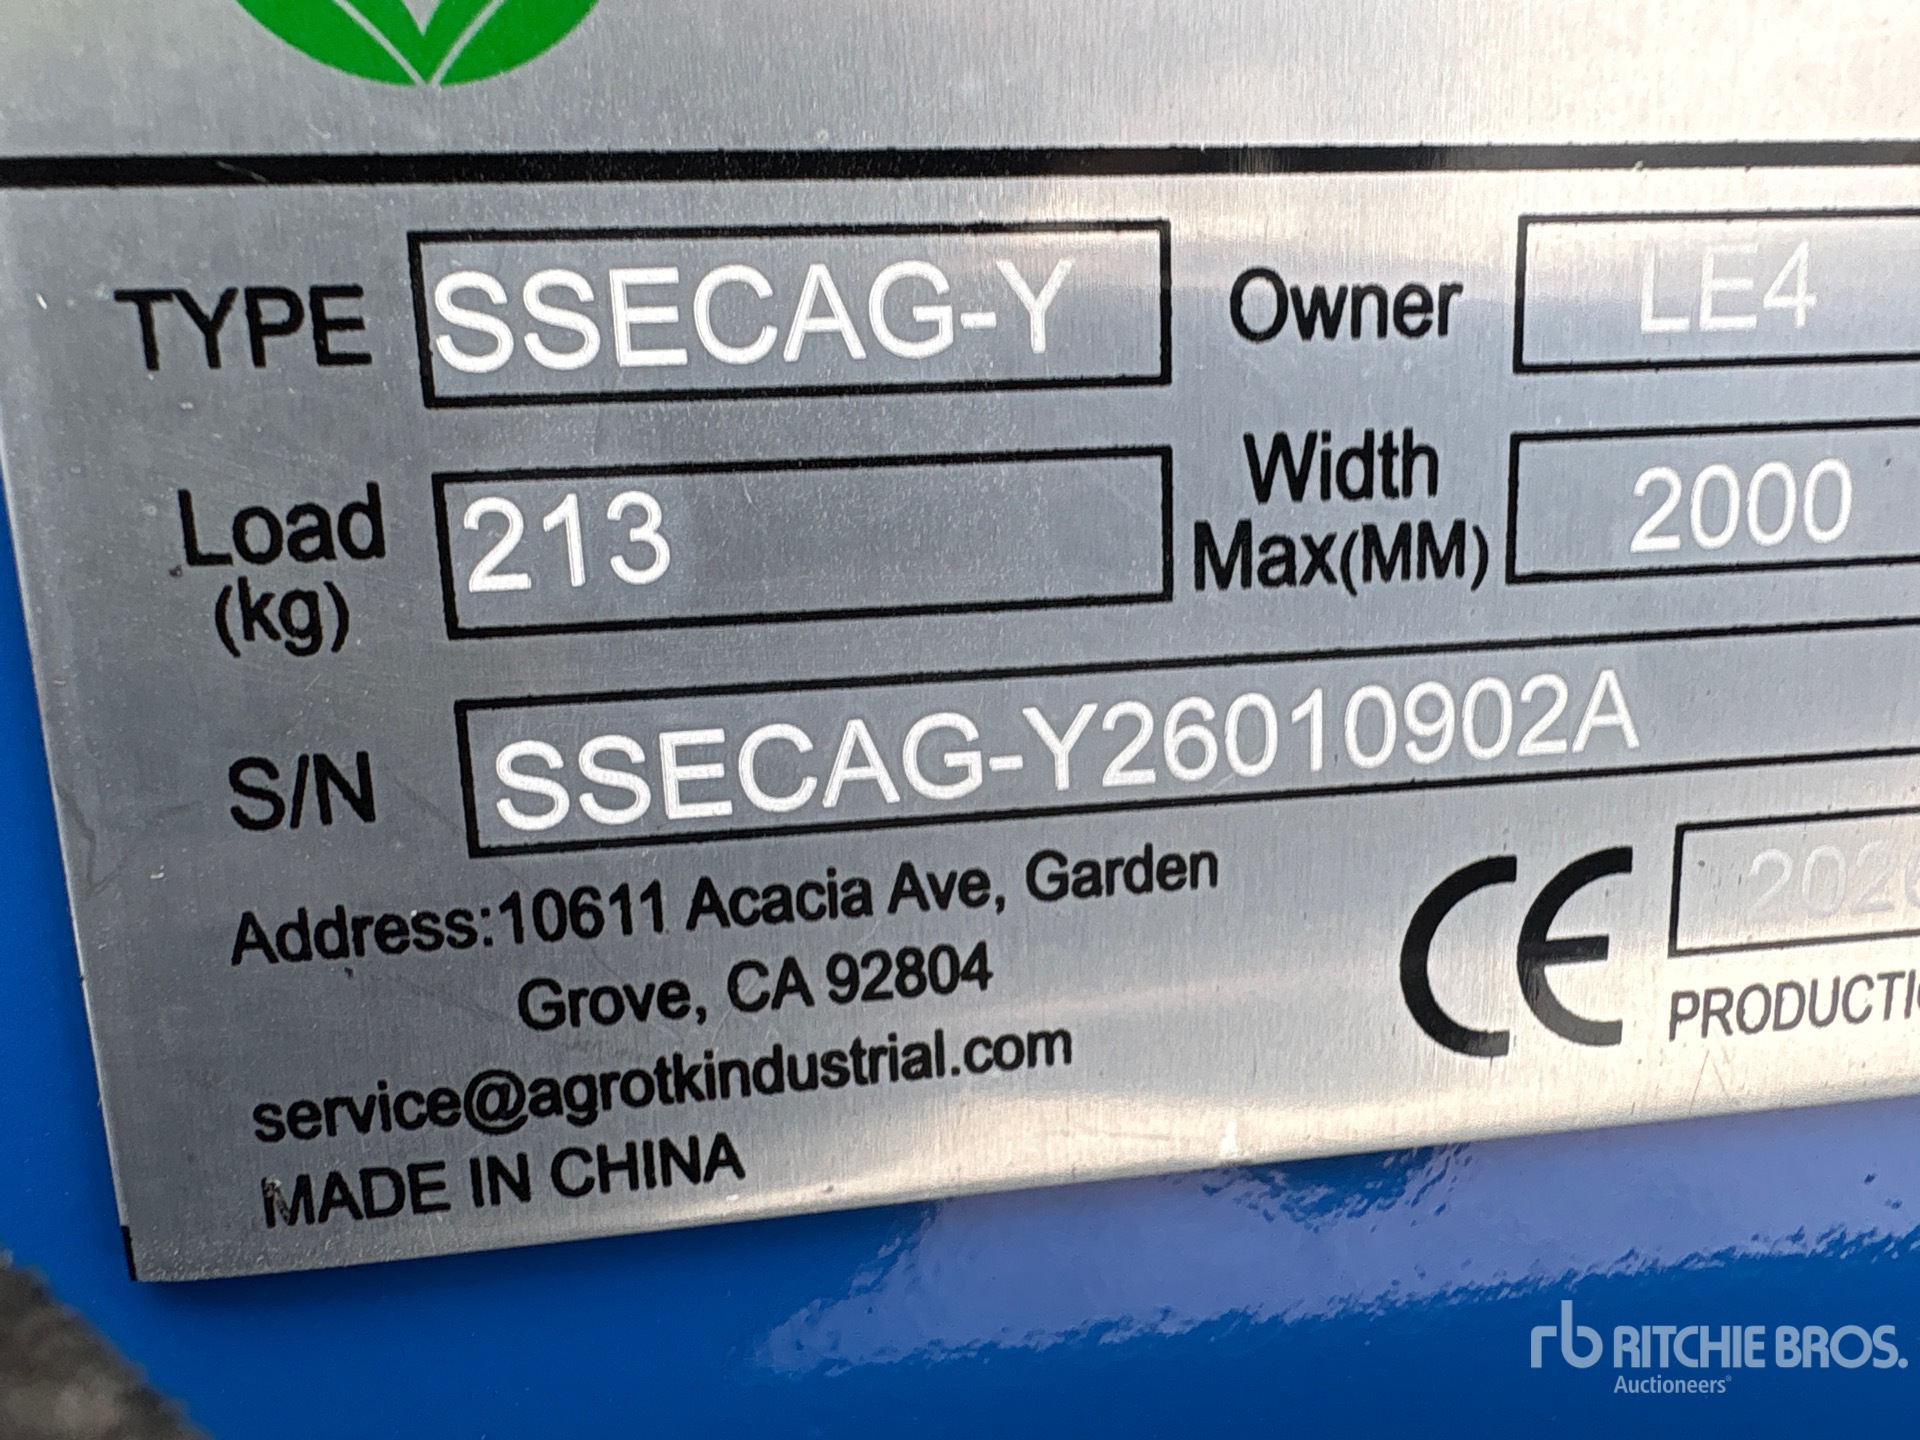 TYPE SSECAG-Y Owner LE4
Load (kg) 213 Width Max(MM) 2000
S/N SSECAG-Y26010902A
Address:10611 Acacia Ave, Garden
Grove, CA 92804
service@agrotkindustrial.com
MADE IN CHINA
CE
rb RITCHIE BROS.
Auctioneers